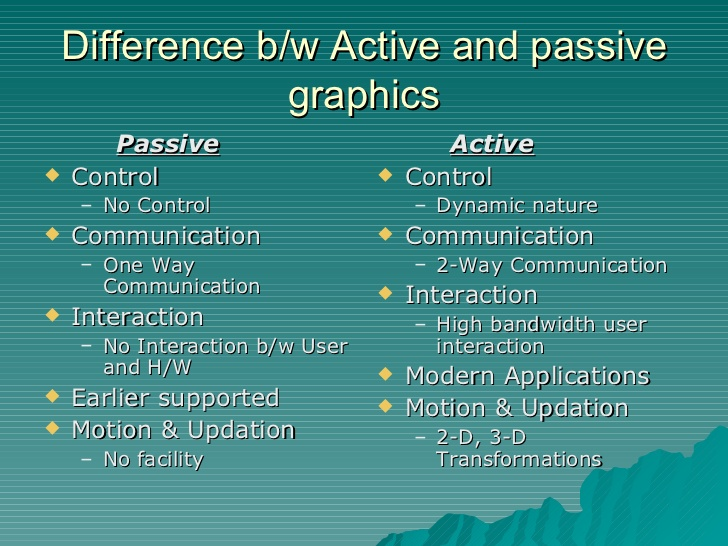 Difference b/w Active and passive
graphics
Passive
Control
– No Control
Communication
– One Way
Communication
Interaction
– No Interaction b/w User
and H/W
Earlier supported
Motion & Updation
– No facility
Active
Control
– Dynamic nature
Communication
– 2-Way Communication
Interaction
– High bandwidth user
interaction
Modern Applications
Motion & Updation
– 2-D, 3-D
Transformations